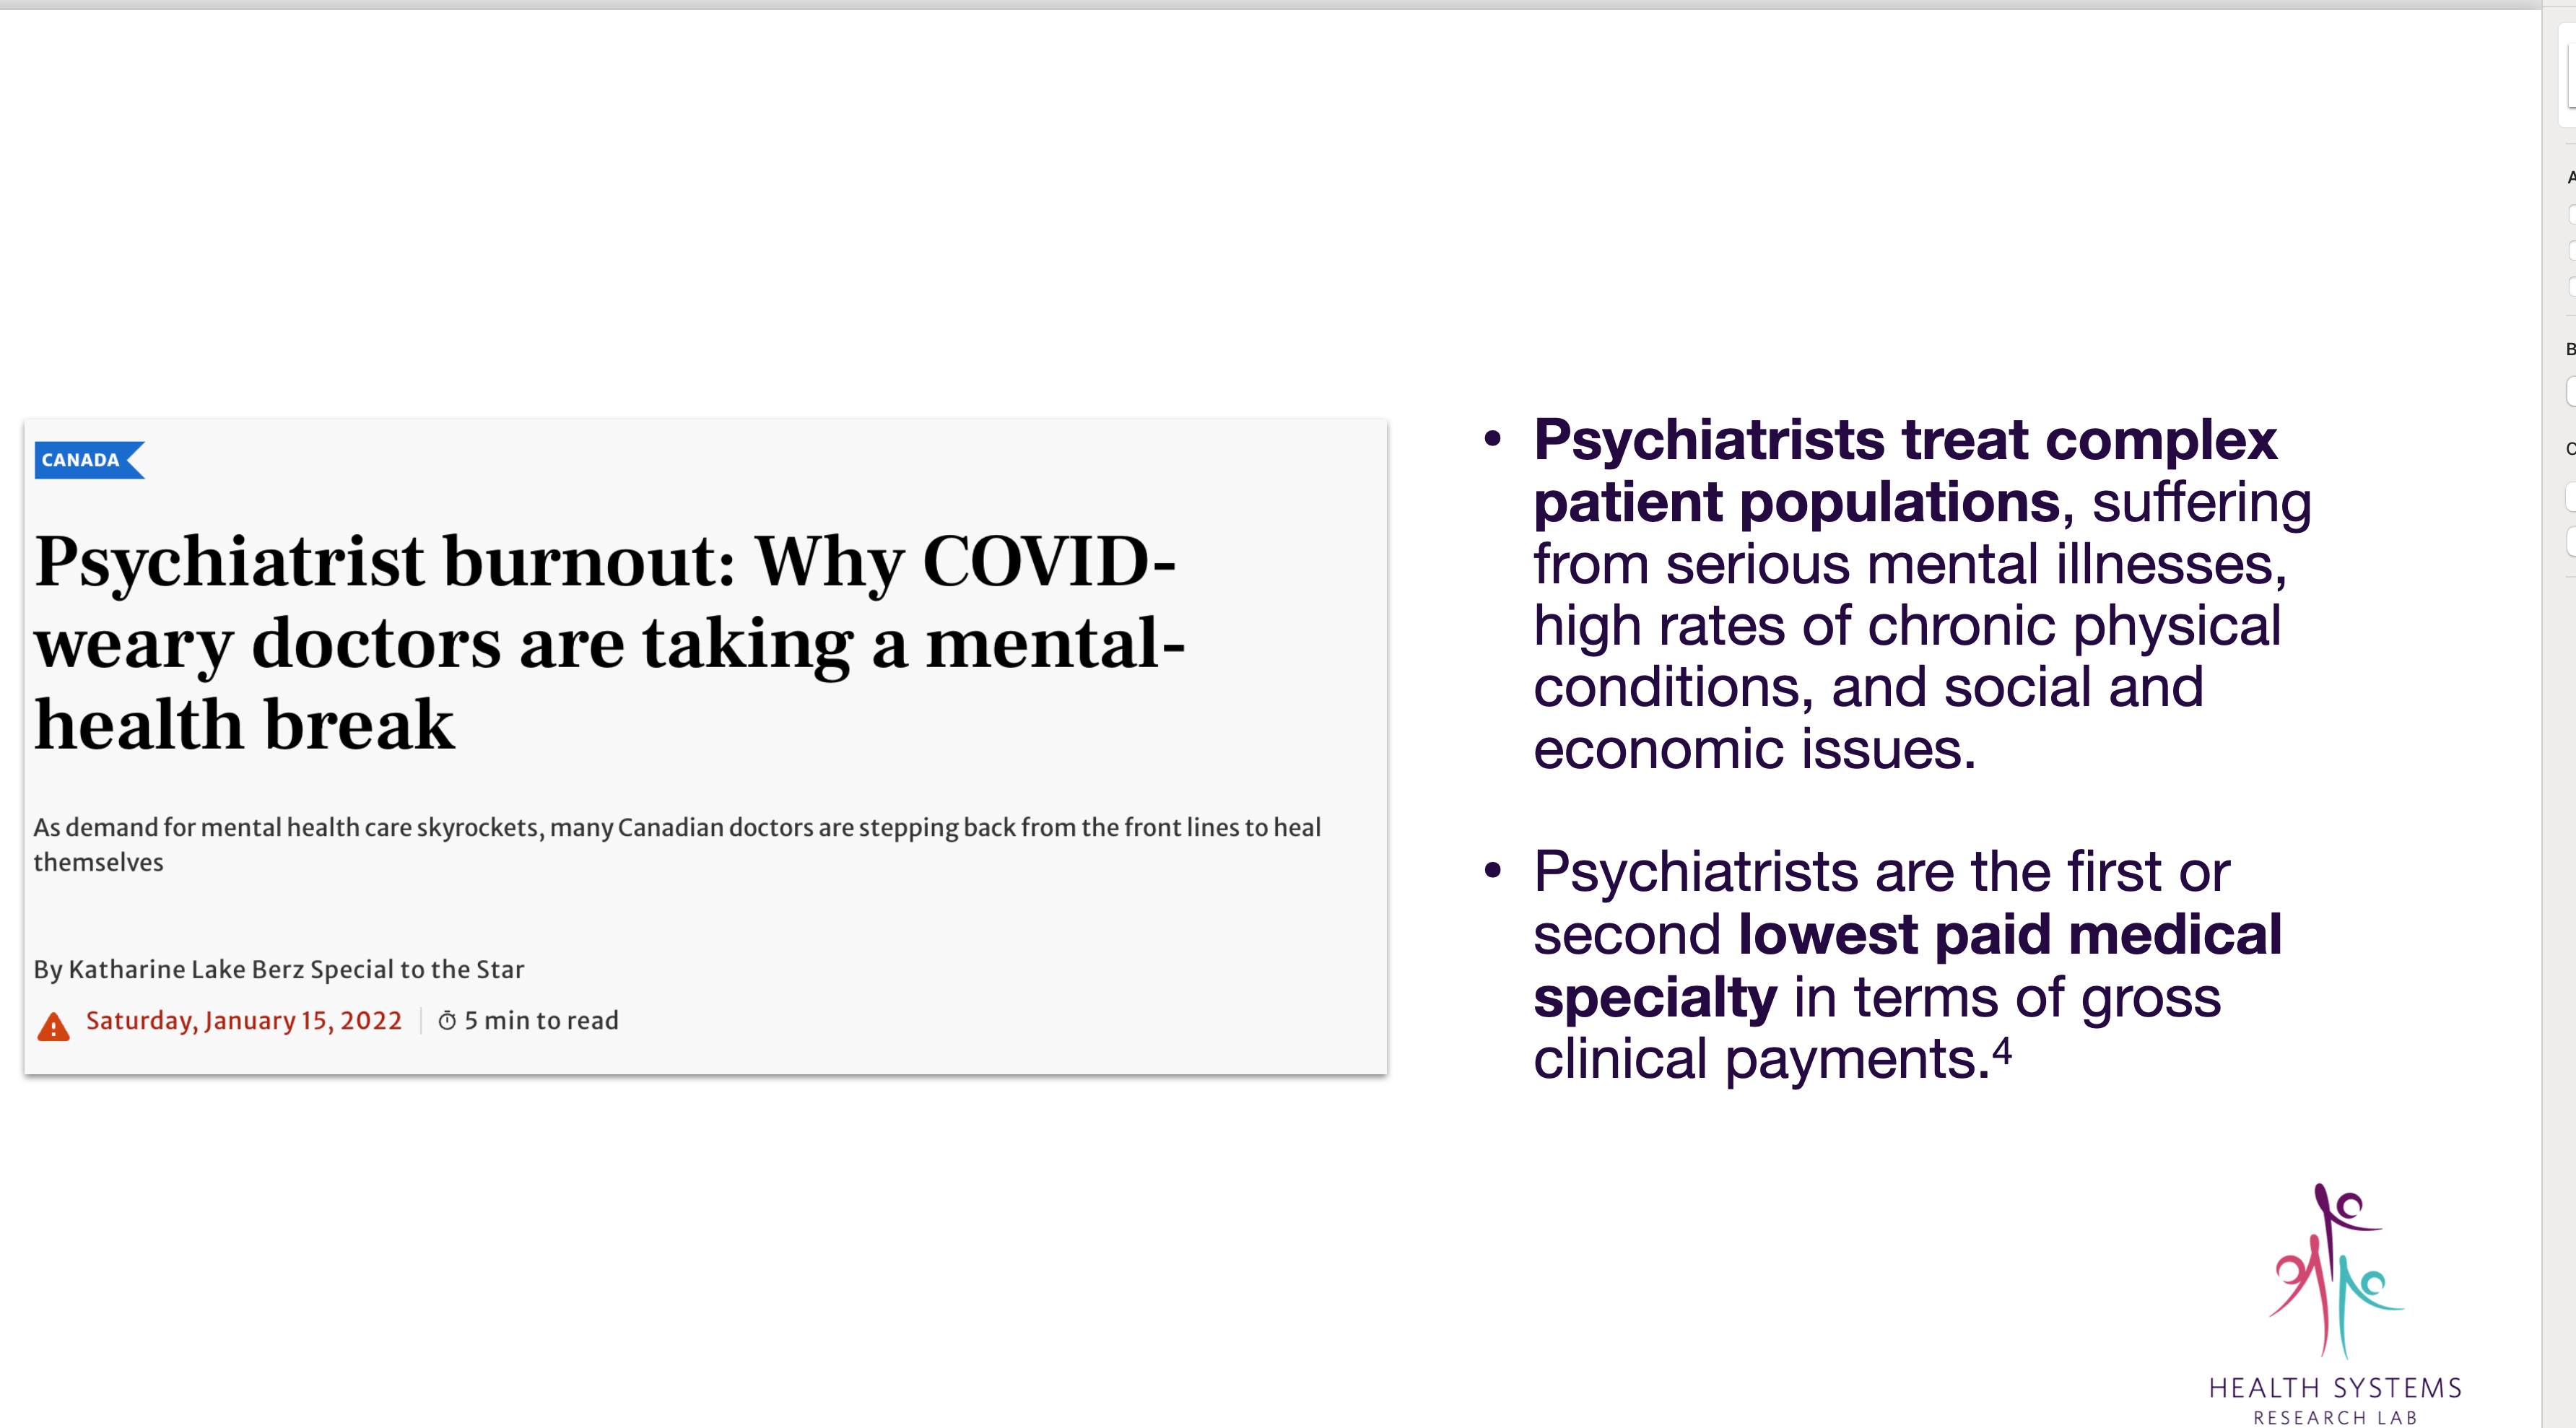 CANADA
Psychiatrist burnout: Why COVID-
weary doctors are taking a mental-
health break
As demand for mental health care skyrockets, many Canadian doctors are stepping back from the front lines to heal
themselves
By Katharine Lake Berz Special to the Star
Saturday, January 15, 2022 5 min to read
• Psychiatrists treat complex
patient populations, suffering
from serious mental illnesses,
high rates of chronic physical
conditions, and social and
economic issues.
• Psychiatrists are the first or
second lowest paid medical
specialty in terms of gross
clinical payments.⁴
HEALTH SYSTEMS
RESEARCH LAB